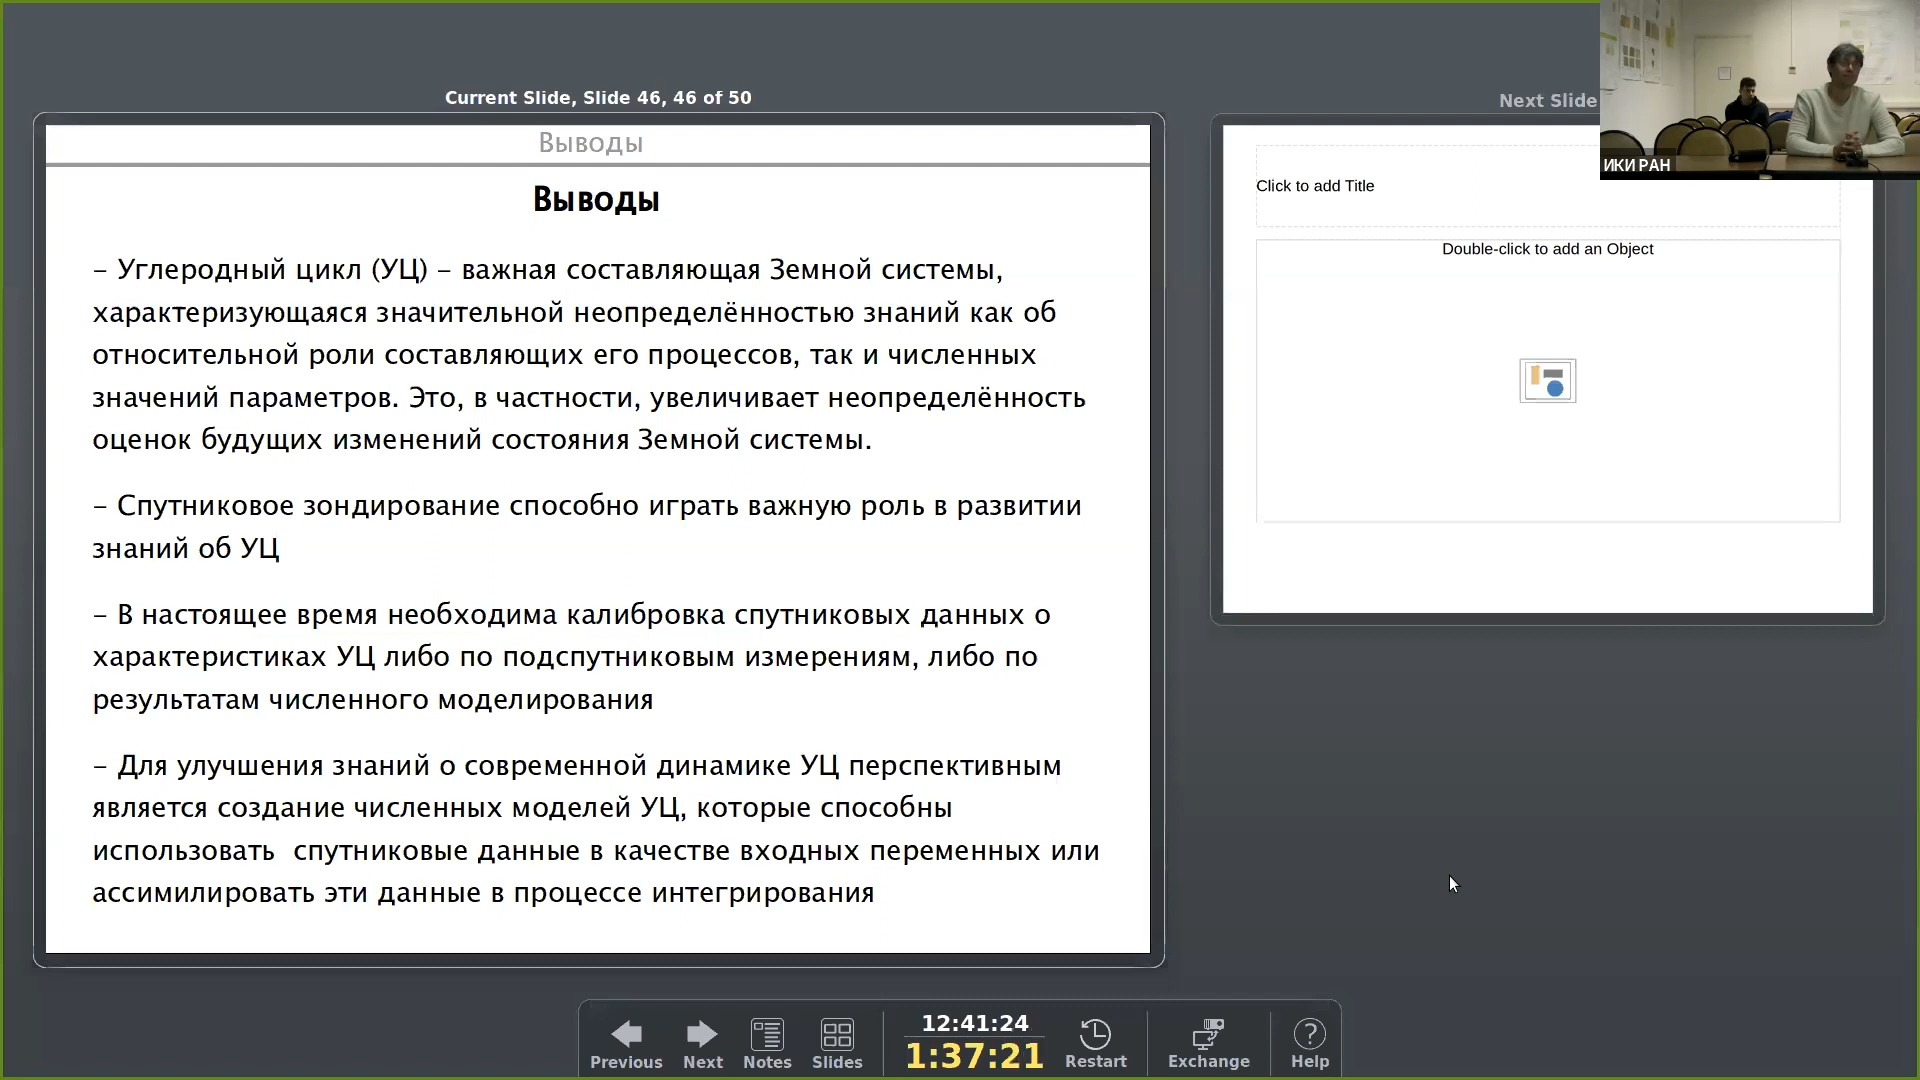 Current Slide, Slide 46, 46 of 50
Выводы
Выводы
– Углеродный цикл (УЦ) – важная составляющая Земной системы,
характеризующаяся значительной неопределённостью знаний как об
относительной роли составляющих его процессов, так и численных
значений параметров. Это, в частности, увеличивает неопределённость
оценок будущих изменений состояния Земной системы.
– Спутниковое зондирование способно играть важную роль в развитии
знаний об УЦ
– В настоящее время необходима калибровка спутниковых данных о
характеристиках УЦ либо по подспутниковым измерениям, либо по
результатам численного моделирования
– Для улучшения знаний о современной динамике УЦ перспективным
является создание численных моделей УЦ, которые способны
использовать  спутниковые данные в качестве входных переменных или
ассимилировать эти данные в процессе интегрирования
Next Slide
ИКИ РАН
Click to add Title
Double-click to add an Object
Previous
Next
Notes
Slides
12:41:24
1:37:21
Restart
Exchange
? Help